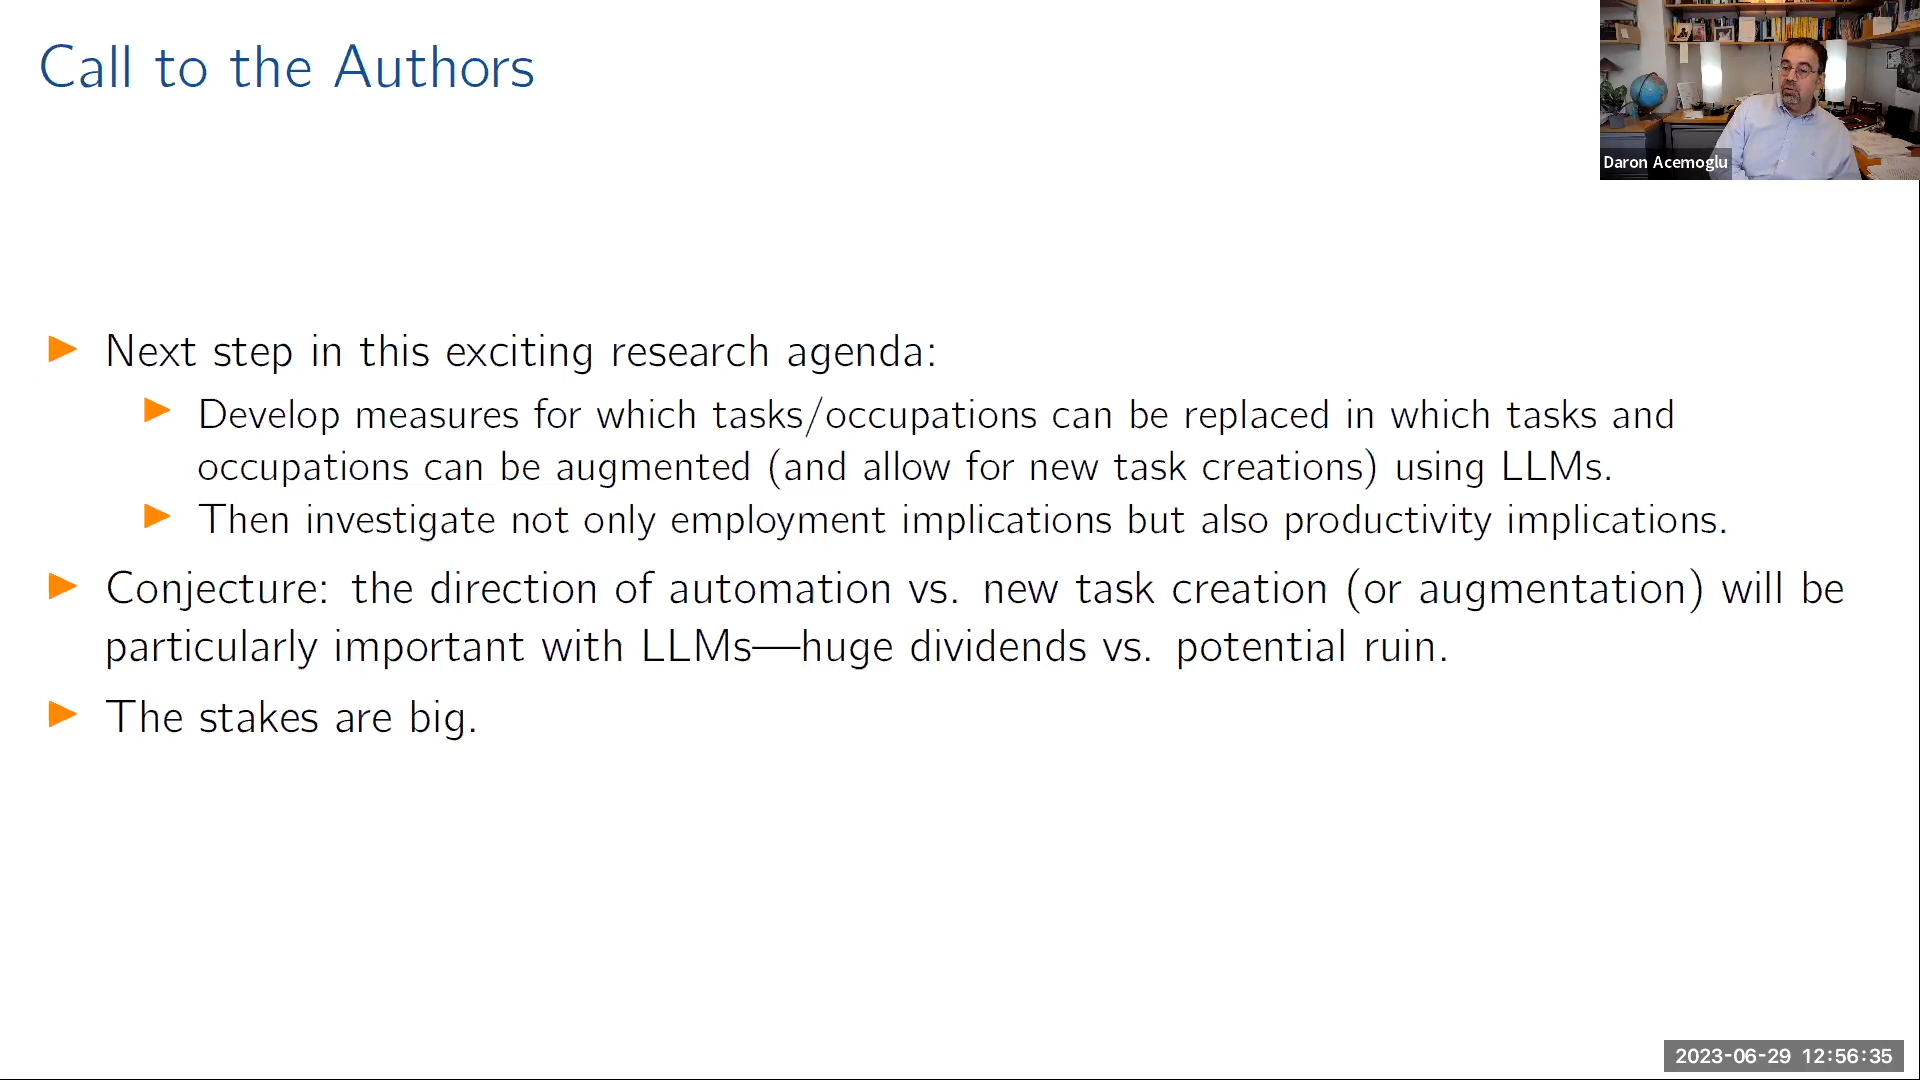 Call to the Authors
Daron Acemoglu
▶ Next step in this exciting research agenda:
▶ Develop measures for which tasks/occupations can be replaced in which tasks and
occupations can be augmented (and allow for new task creations) using LLMs.
▶ Then investigate not only employment implications but also productivity implications.
▶ Conjecture: the direction of automation vs. new task creation (or augmentation) will be
particularly important with LLMs—huge dividends vs. potential ruin.
▶ The stakes are big.
2023-06-29 12:56:35